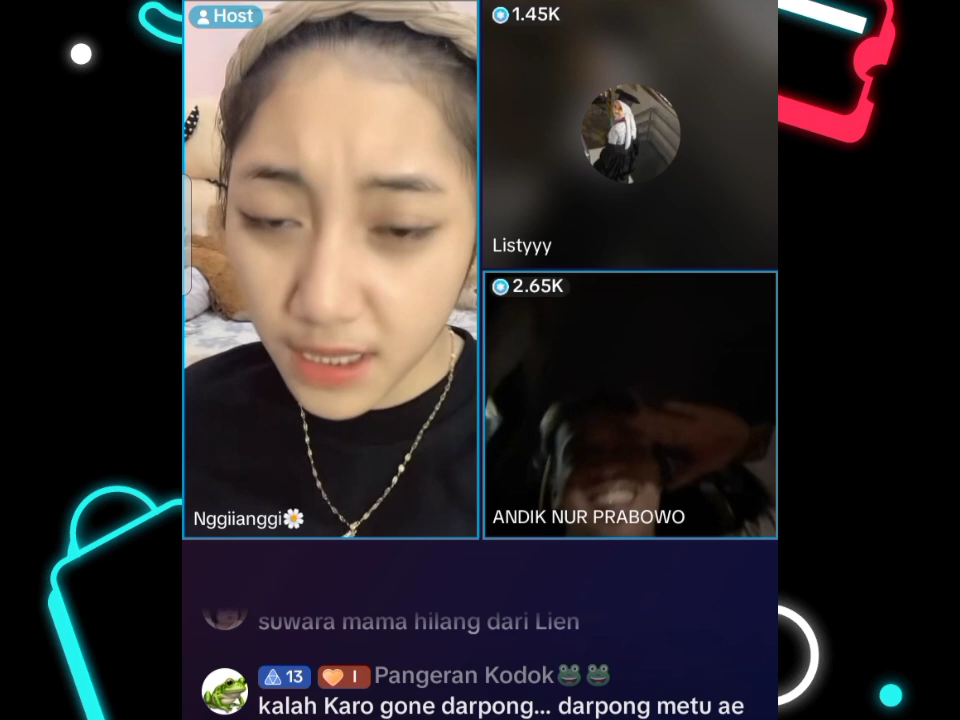 Host
1.45K
Listyyy
2.65K
ANDIK NUR PRABOWO
Nggiianggi🌼
suwara mama hilang dari Lien
13 I Pangeran Kodok🐸🐸
kalah Karo gone darpong... darpong metu ae